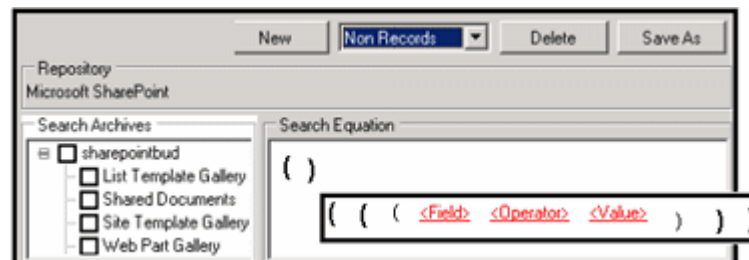 New Non Records Delete Save As
Repository
Microsoft SharePoint
Search Archives Search Equation
sharepointbud
List Template Gallery
Shared Documents
Site Template Gallery
Web Part Gallery
( )
( ( ( <Field> <Operator> <Value> ) ) )